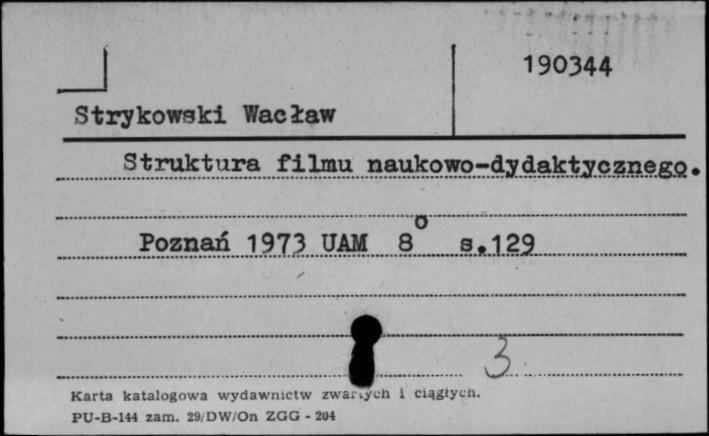 190344
Strykowski Wacław
Struktura filmu naukowo-dydaktycznego.
Poznań 1973 UAM 8° s.129
3
Karta katalogowa wydawnictw zwartych i ciągłych.
PU-B-144 zam. 29/DW/On ZGG - 204